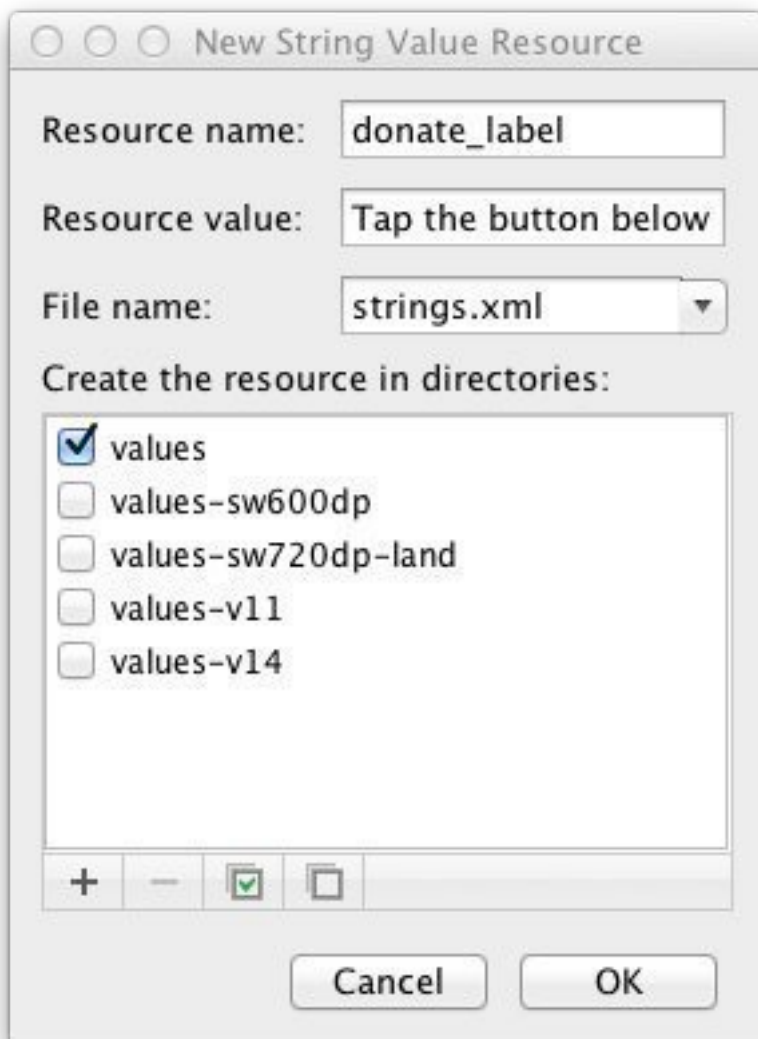 New String Value Resource
Resource name: donate_label
Resource value: Tap the button below
File name: strings.xml
Create the resource in directories:
values
values-sw600dp
values-sw720dp-land
values-v11
values-v14
Cancel OK